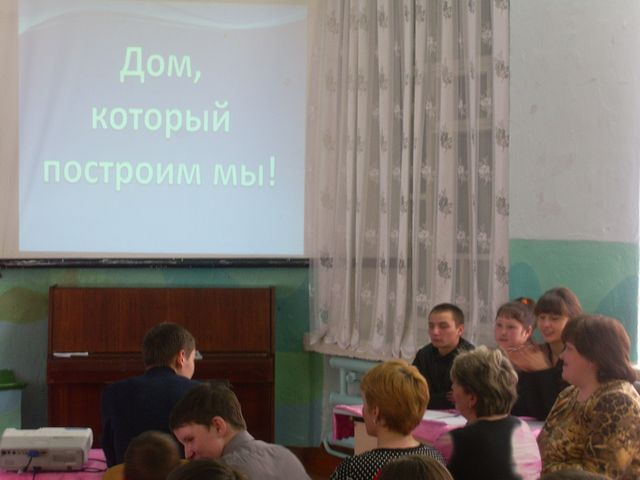 Дом,
который
построим мы!